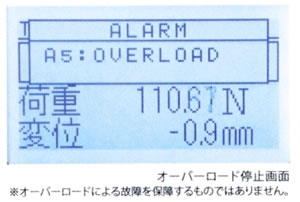 ALARM
A5:OVERLOAD
荷重 110.67N
変位 -0.9mm
オーバーロード停止画面
※オーバーロードによる故障を保障するものではありません。